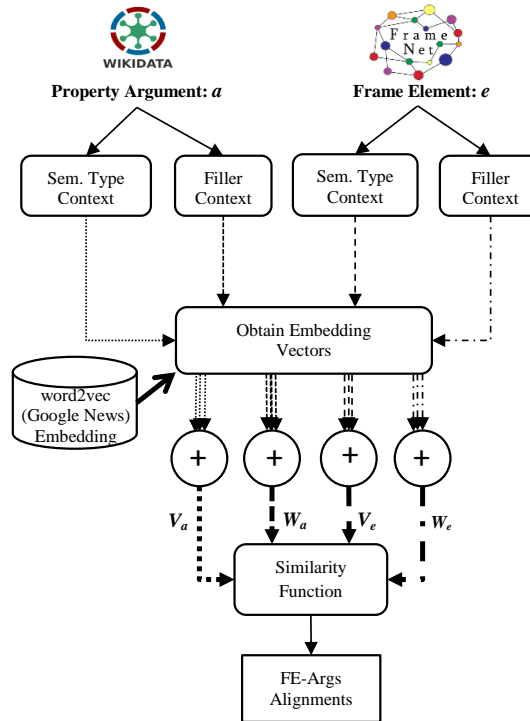 WIKIDATA
Frame
Net
Property Argument: a
Frame Element: e
Sem. Type
Context
Filler
Context
Sem. Type
Context
Filler
Context
Obtain Embedding
Vectors
word2vec
(Google News)
Embedding
+ + + +
Va
Wa
Ve
We
Similarity
Function
FE-Args
Alignments